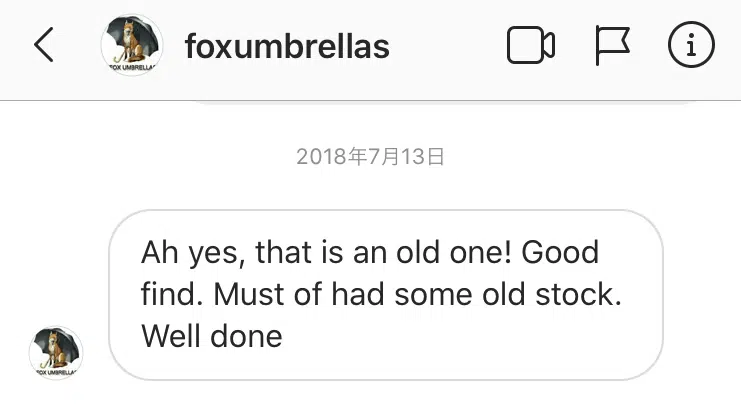 foxumbrellas
FOX UMBRELLAS
2018年7月13日
Ah yes, that is an old one! Good
find. Must of had some old stock.
Well done
FOX UMBRELLAS